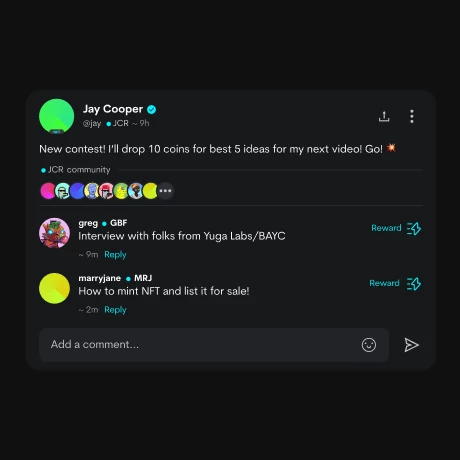 Jay Cooper
@jay JCR ~ 9h
New contest! I'll drop 10 coins for best 5 ideas for my next video! Go! 💥
JCR community
greg GBF
Interview with folks from Yuga Labs/BAYC
Reward
~ 9m Reply
marryjane MRJ
How to mint NFT and list it for sale!
Reward
~ 2m Reply
Add a comment...